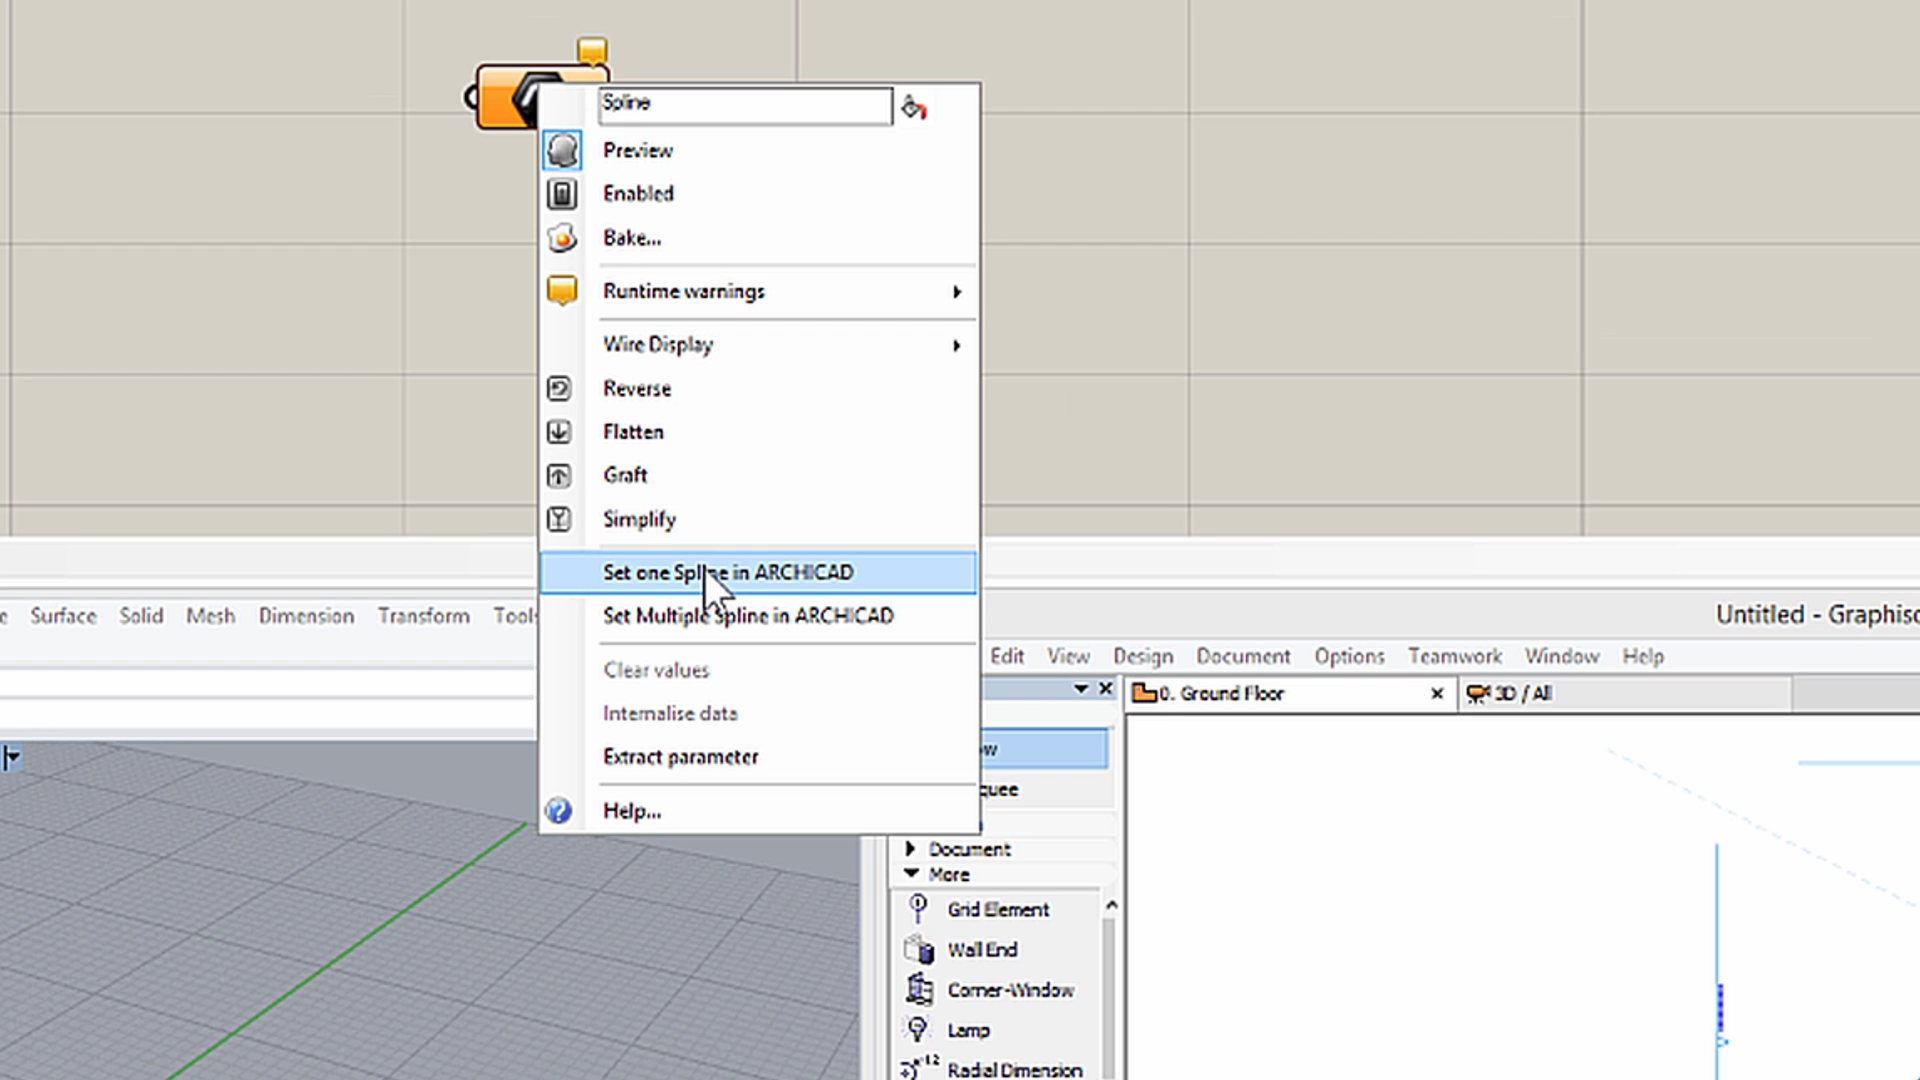 Spline
Preview
Enabled
Bake...
Runtime warnings
Wire Display
Reverse
Flatten
Graft
Simplify
Set one Spline in ARCHICAD
Set Multiple Spline in ARCHICAD
Clear values
Internalise data
Extract parameter
Help...
Surface Solid Mesh Dimension Transform Tools
Untitled - Graphisc
Edit View Design Document Options Teamwork Window Help
0. Ground Floor
3D / All
Document
More
Grid Element
Wall End
Corner-Window
Lamp
Radial Dimension